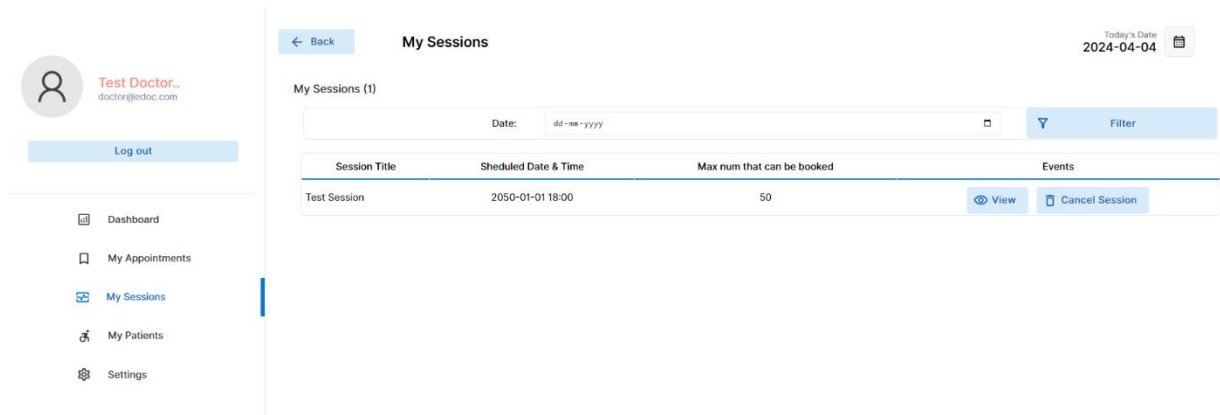 Test Doctor..
doctor@edoc.com
Log out
Dashboard
My Appointments
My Sessions
My Patients
Settings
Back
My Sessions
Today's Date
2024-04-04
My Sessions (1)
Date: dd-mm-yyyy Filter
Session Title Sheduled Date & Time Max num that can be booked Events
Test Session 2050-01-01 18:00 50 View Cancel Session